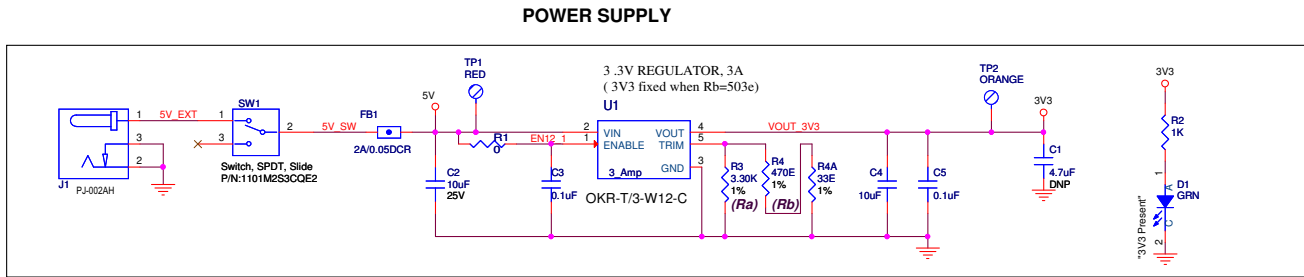 POWER SUPPLY
J1
PJ-002AH
1
3
2
5V_EXT
SW1
1
3
2
Switch, SPDT, Slide
P/N:1101M2S3CQE2
5V_SW
FB1
2A/0.05DCR
5V
TP1
RED
R1
0
EN12_1
C2
10uF
25V
C3
0.1uF
3 .3V REGULATOR, 3A
( 3V3 fixed when Rb=503e)
U1
2
1
VIN
ENABLE
VOUT
TRIM
GND
4
5
3
3_Amp
OKR-T/3-W12-C
VOUT_3V3
R3
3.30K
1%
(Ra)
R4
470E
1%
(Rb)
R4A
33E
1%
C4
10uF
C5
0.1uF
TP2
ORANGE
3V3
C1
4.7uF
DNP
3V3
R2
1K
1
A
D1
GRN
C
2
"3V3 Present"